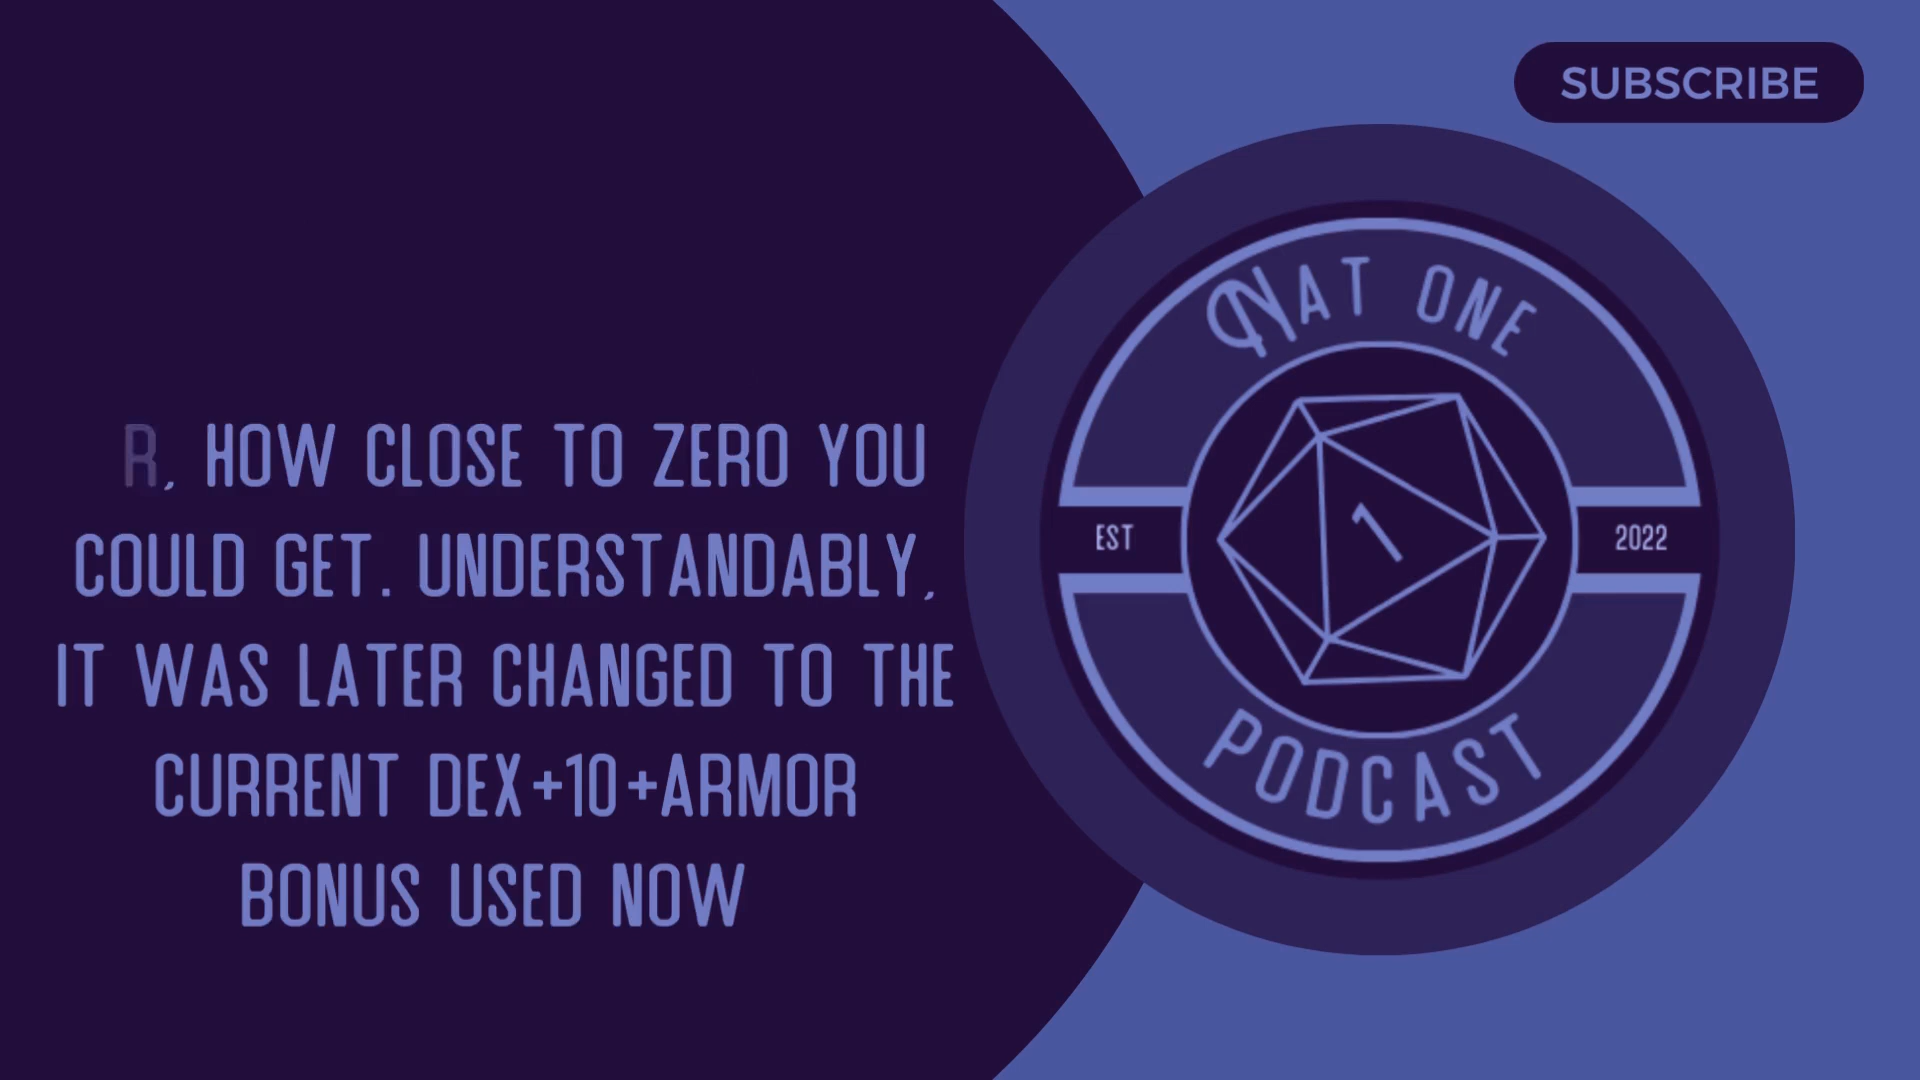 SUBSCRIBE
R, HOW CLOSE TO ZERO YOU
COULD GET. UNDERSTANDABLY,
IT WAS LATER CHANGED TO THE
CURRENT DEX+10+ARMOR
BONUS USED NOW
NAT ONE
1
EST
2022
PODCAST